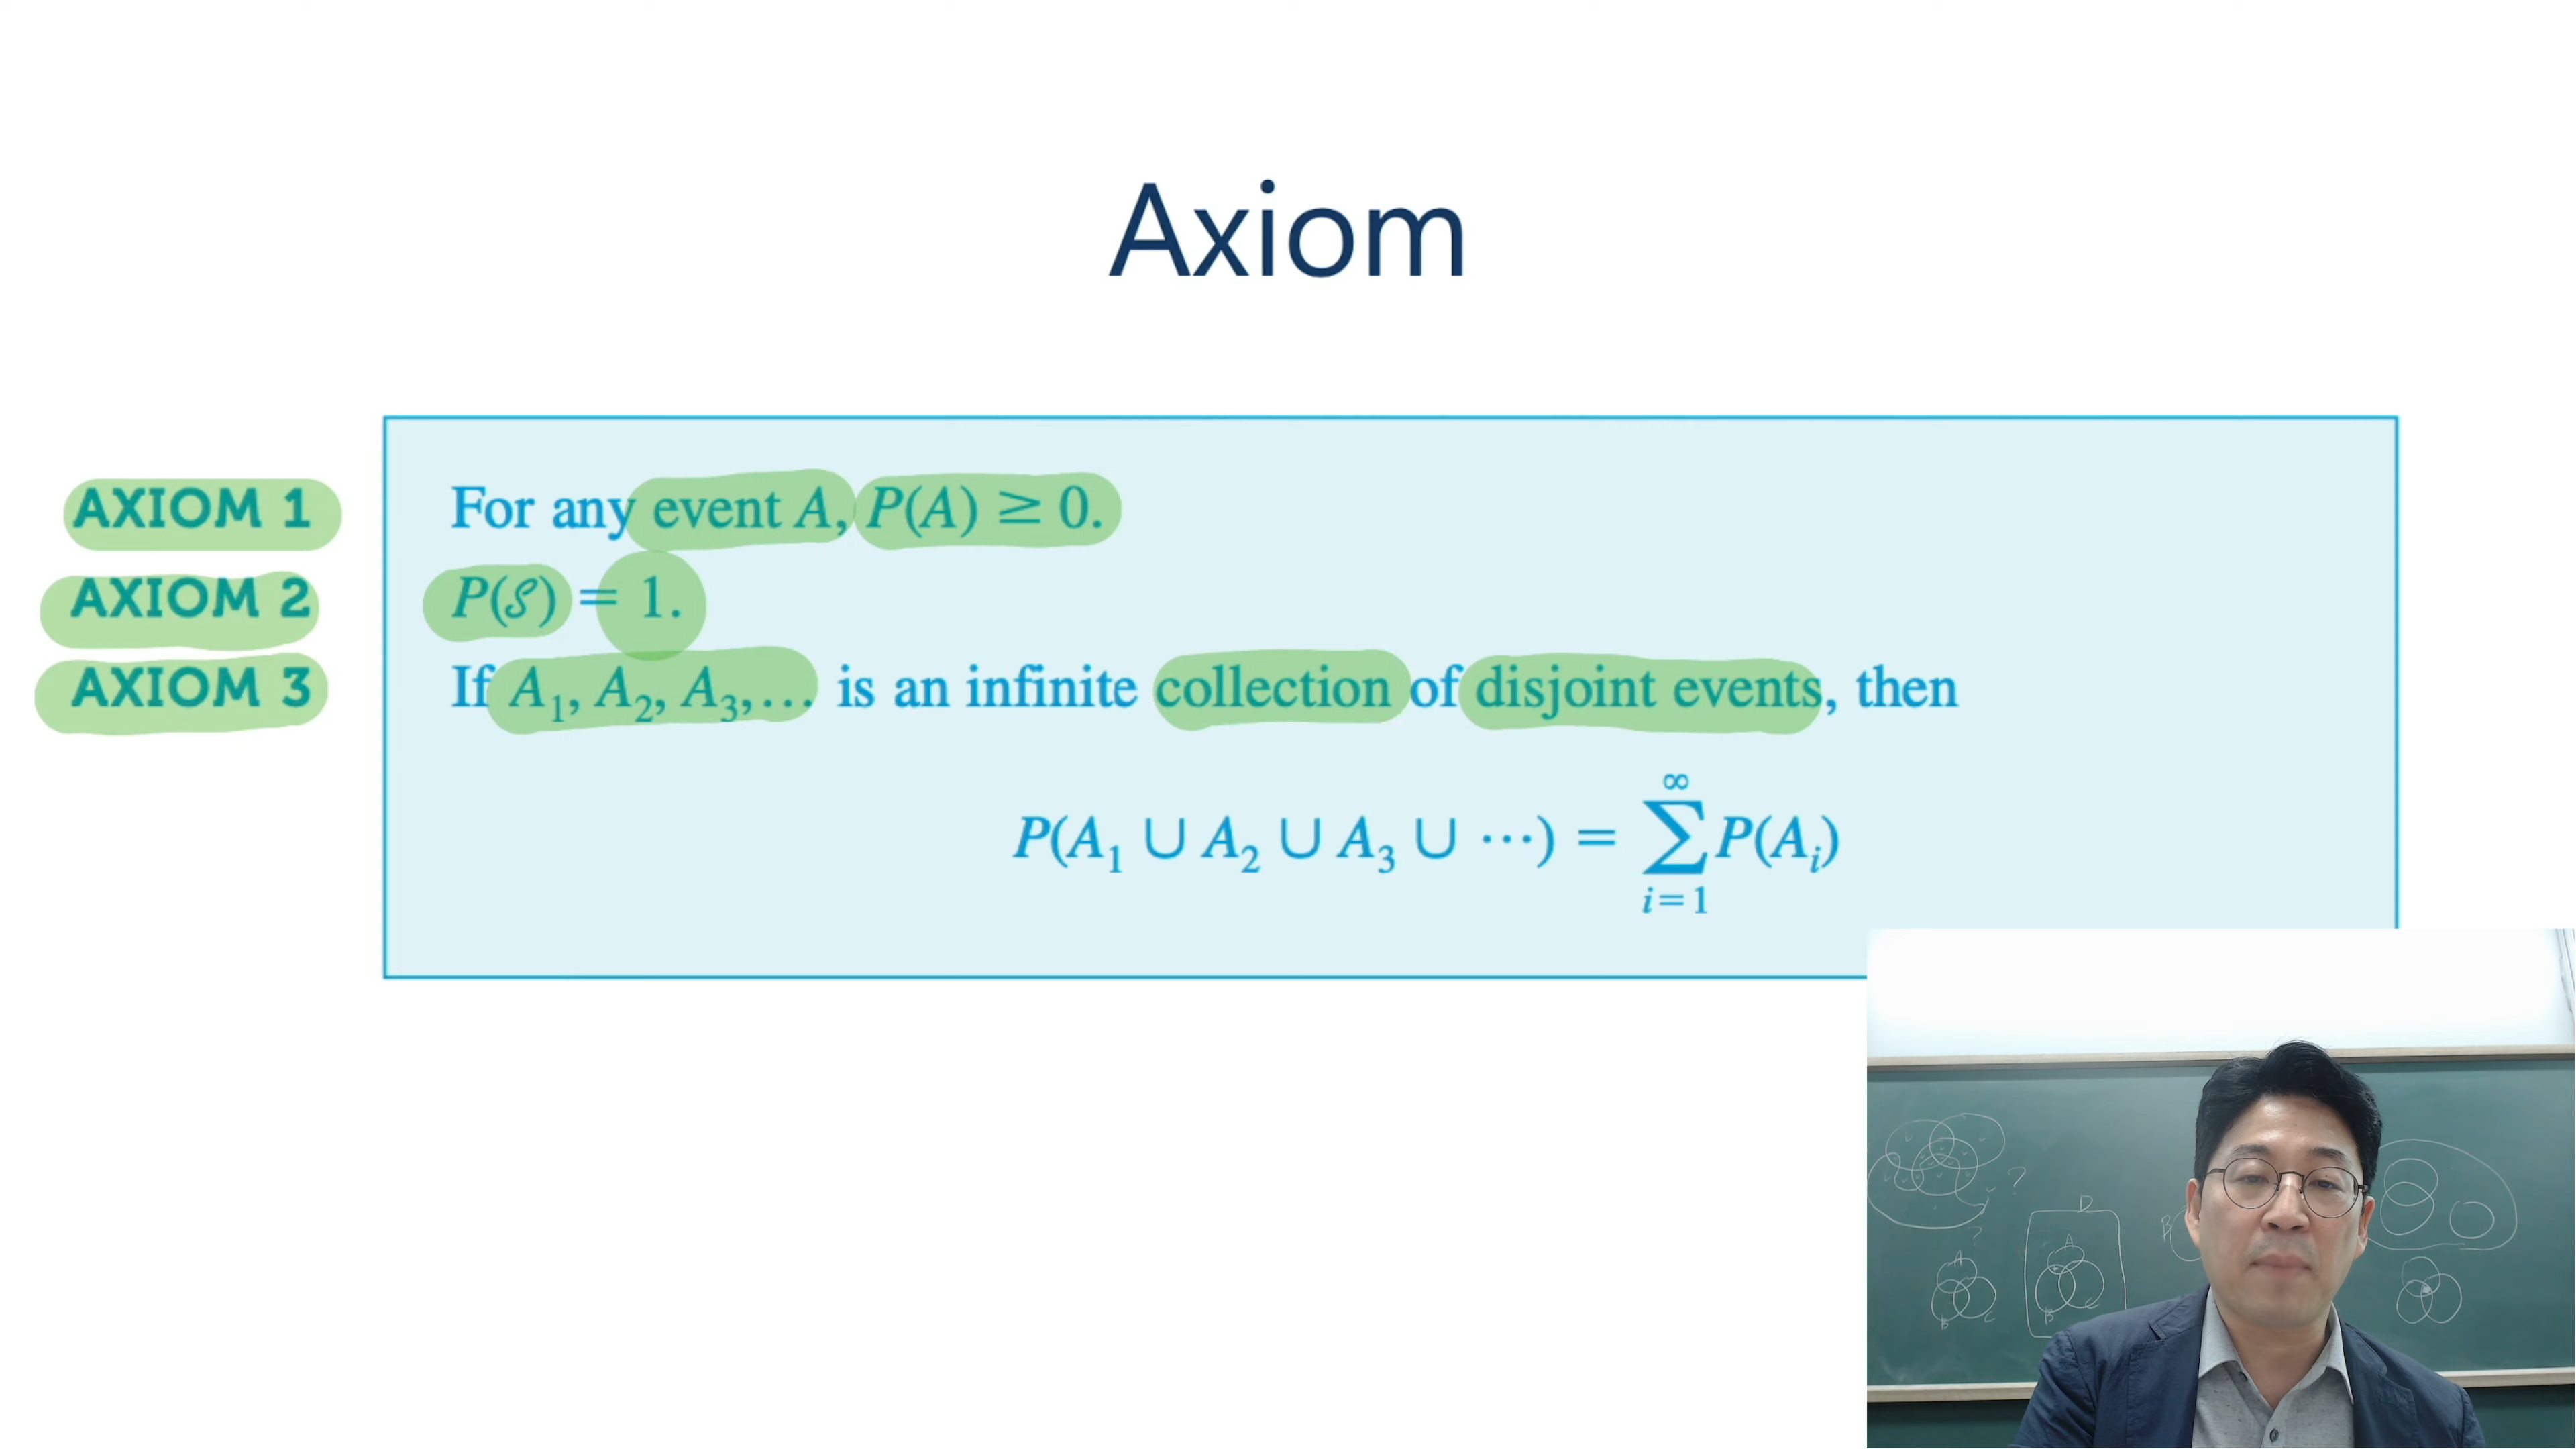 Axiom
AXIOM 1 For any event A, P(A) ≥ 0.
AXIOM 2 P(𝒮) = 1.
AXIOM 3 If A₁, A₂, A₃,… is an infinite collection of disjoint events, then
P(A₁ ∪ A₂ ∪ A₃ ∪ ⋯) = ∑_{i=1}^{∞} P(Aᵢ)
?
?
D
A
A
B
C
B
C